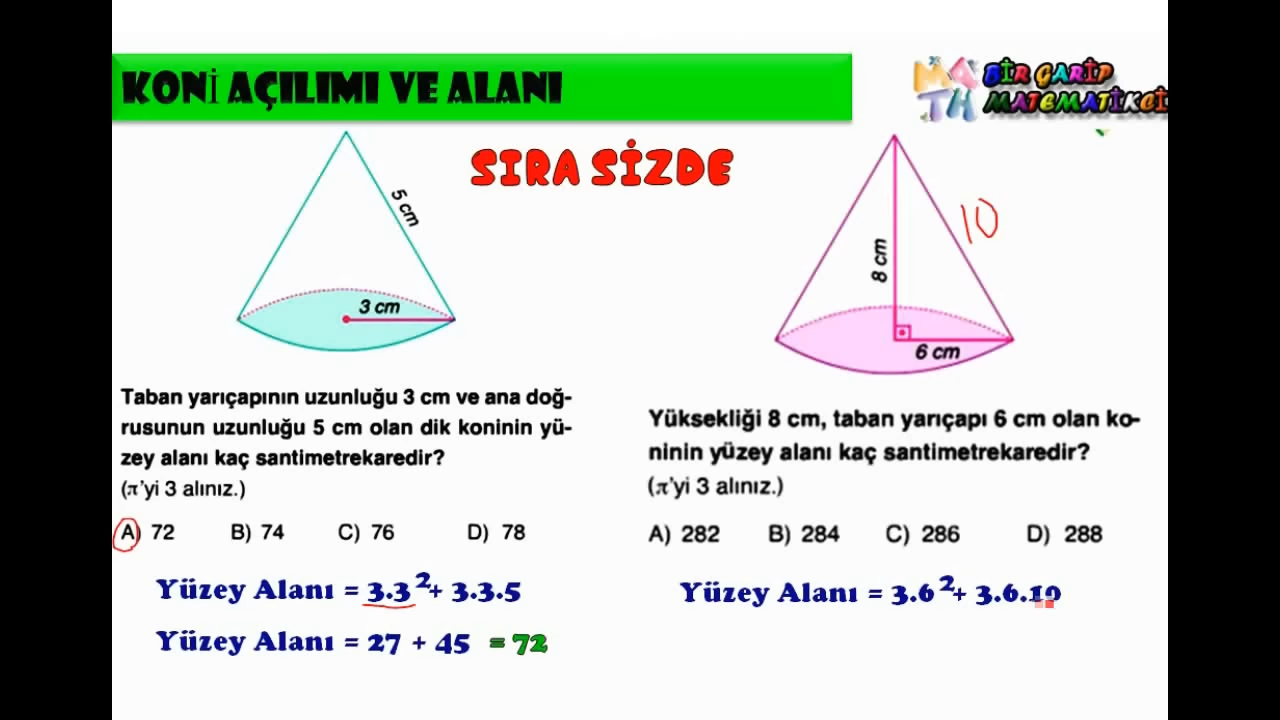 KONİ AÇILIMI VE ALANI
MATH
BİR GARİP
MATEMATİKCİ
SIRA SİZDE
5 cm
3 cm
Taban yarıçapının uzunluğu 3 cm ve ana doğ-
rusunun uzunluğu 5 cm olan dik koninin yü-
zey alanı kaç santimetrekaredir?
(π'yi 3 alınız.)
A) 72 B) 74 C) 76 D) 78
Yüzey Alanı = 3.3² + 3.3.5
Yüzey Alanı = 27 + 45 = 72
10
8 cm
6 cm
Yüksekliği 8 cm, taban yarıçapı 6 cm olan ko-
ninin yüzey alanı kaç santimetrekaredir?
(π'yi 3 alınız.)
A) 282 B) 284 C) 286 D) 288
Yüzey Alanı = 3.6² + 3.6.10